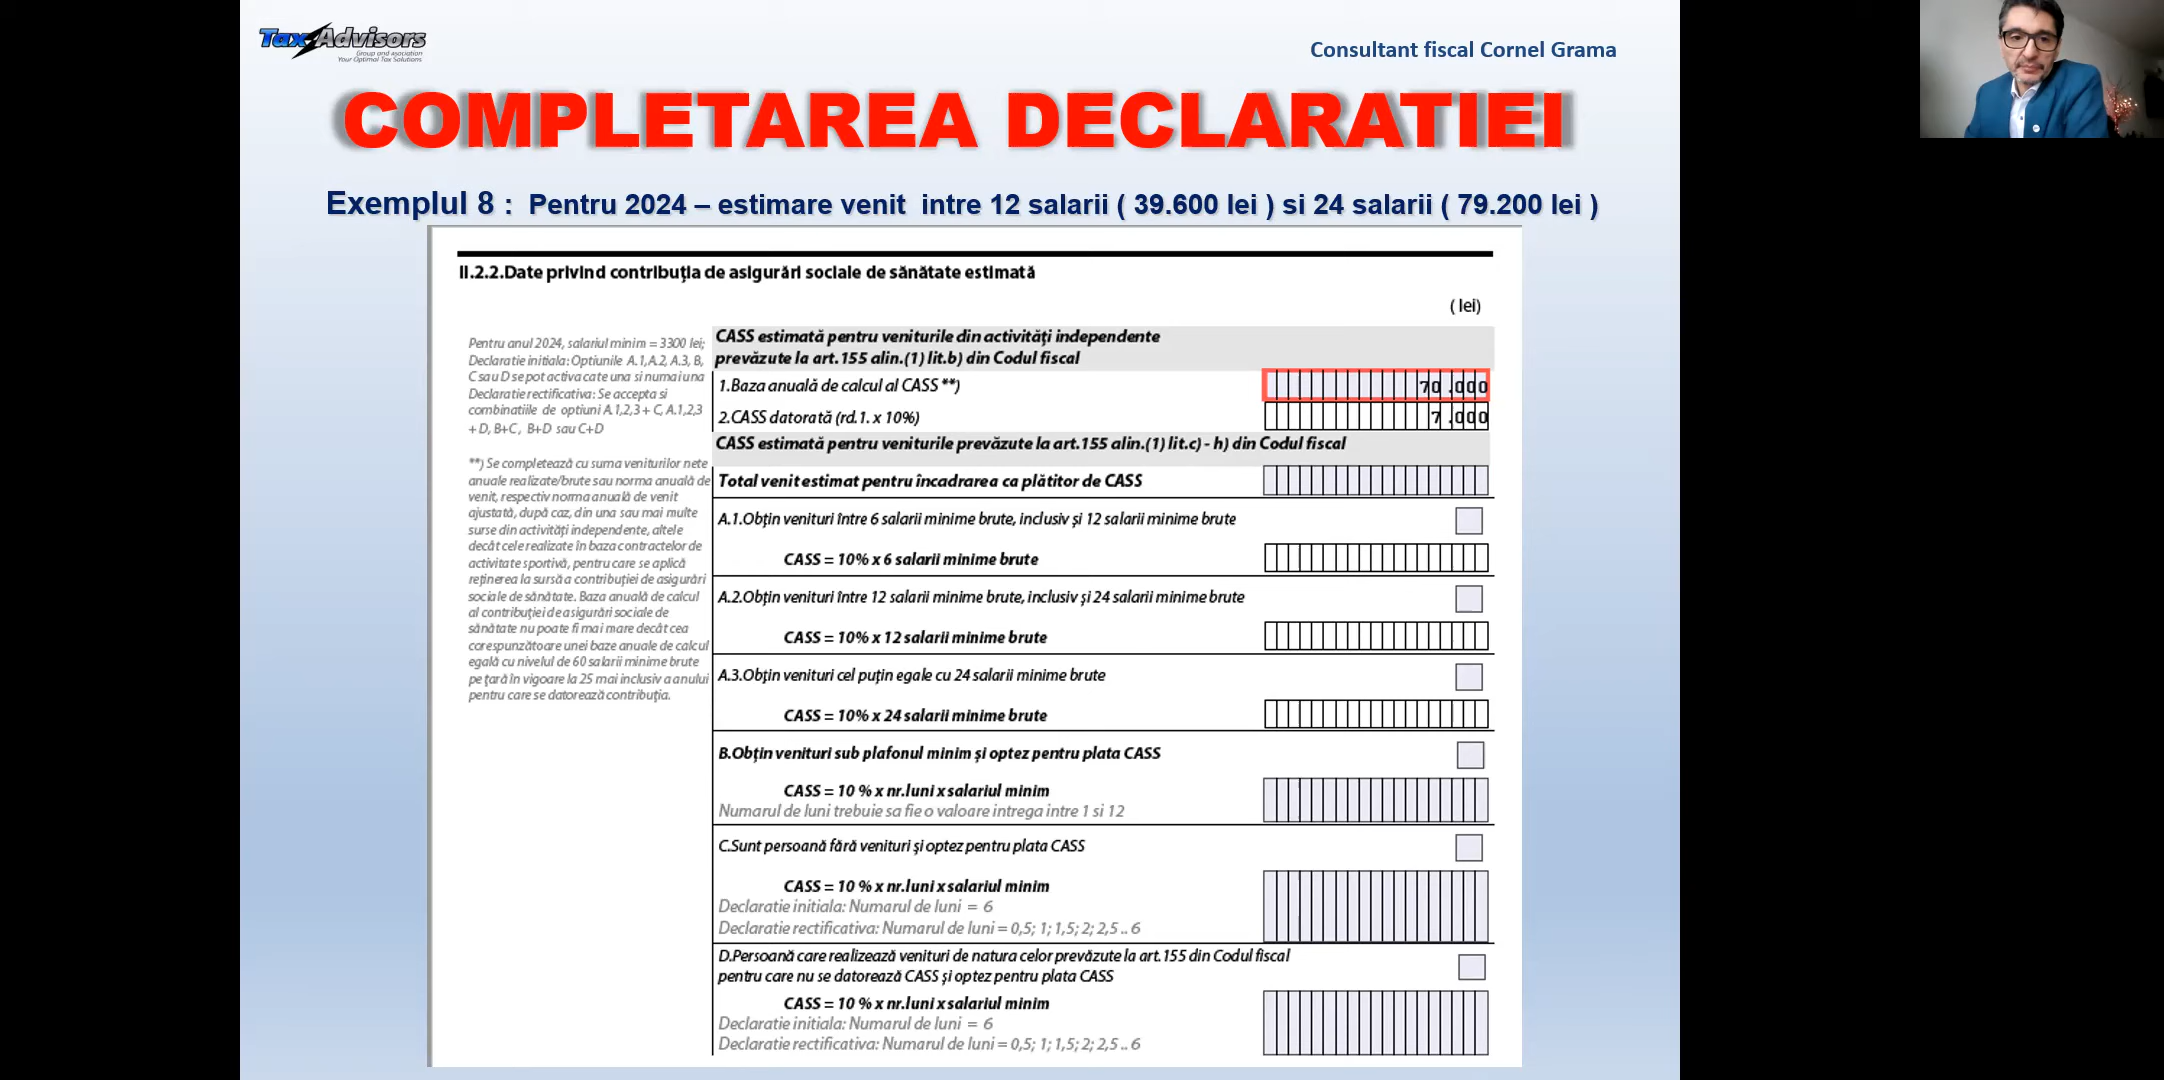 Tax Advisors
Group and Asociation
Your Optimal Tax Solutions
Consultant fiscal Cornel Grama
COMPLETAREA DECLARATIEI
Exemplul 8 : Pentru 2024 – estimare venit intre 12 salarii ( 39.600 lei ) si 24 salarii ( 79.200 lei )
II.2.2.Date privind contribuția de asigurări sociale de sănătate estimată
( lei)
Pentru anul 2024, salariul minim = 3300 lei;
Declaratie initiala: Optiunile A.1,A.2, A.3, B,
C sau D se pot activa cate una si numai una
Declaratie rectificativa: Se accepta si
combinatiile de optiuni A.1,2,3 + C, A.1,2,3
+ D, B+C , B+D sau C+D
**) Se completează cu suma veniturilor nete
anuale realizate/brute sau norma anuală de
venit, respectiv norma anuală de venit
ajustată, după caz, din una sau mai multe
surse din activități independente, altele
decât cele realizate în baza contractelor de
activitate sportivă, pentru care se aplică
reținerea la sursă a contribuției de asigurări
sociale de sănătate. Baza anuală de calcul
al contribuției de asigurări sociale de
sănătate nu poate fi mai mare decât cea
corespunzătoare unei baze anuale de calcul
egală cu nivelul de 60 salarii minime brute
pe țară în vigoare la 25 mai inclusiv a anului
pentru care se datorează contribuția.
CASS estimată pentru veniturile din activități independente
prevăzute la art.155 alin.(1) lit.b) din Codul fiscal
1.Baza anuală de calcul al CASS **)
70.000
2.CASS datorată (rd.1. x 10%)
7.000
CASS estimată pentru veniturile prevăzute la art.155 alin.(1) lit.c) - h) din Codul fiscal
Total venit estimat pentru încadrarea ca plătitor de CASS
A.1.Obțin venituri între 6 salarii minime brute, inclusiv și 12 salarii minime brute
CASS = 10% x 6 salarii minime brute
A.2.Obțin venituri între 12 salarii minime brute, inclusiv și 24 salarii minime brute
CASS = 10% x 12 salarii minime brute
A.3.Obțin venituri cel puțin egale cu 24 salarii minime brute
CASS = 10% x 24 salarii minime brute
B.Obțin venituri sub plafonul minim și optez pentru plata CASS
CASS = 10 % x nr.luni x salariul minim
Numarul de luni trebuie sa fie o valoare intrega intre 1 si 12
C.Sunt persoană fără venituri și optez pentru plata CASS
CASS = 10 % x nr.luni x salariul minim
Declaratie initiala: Numarul de luni = 6
Declaratie rectificativa: Numarul de luni = 0,5; 1; 1,5; 2; 2,5 .. 6
D.Persoană care realizează venituri de natura celor prevăzute la art.155 din Codul fiscal
pentru care nu se datorează CASS și optez pentru plata CASS
CASS = 10 % x nr.luni x salariul minim
Declaratie initiala: Numarul de luni = 6
Declaratie rectificativa: Numarul de luni = 0,5; 1; 1,5; 2; 2,5 .. 6